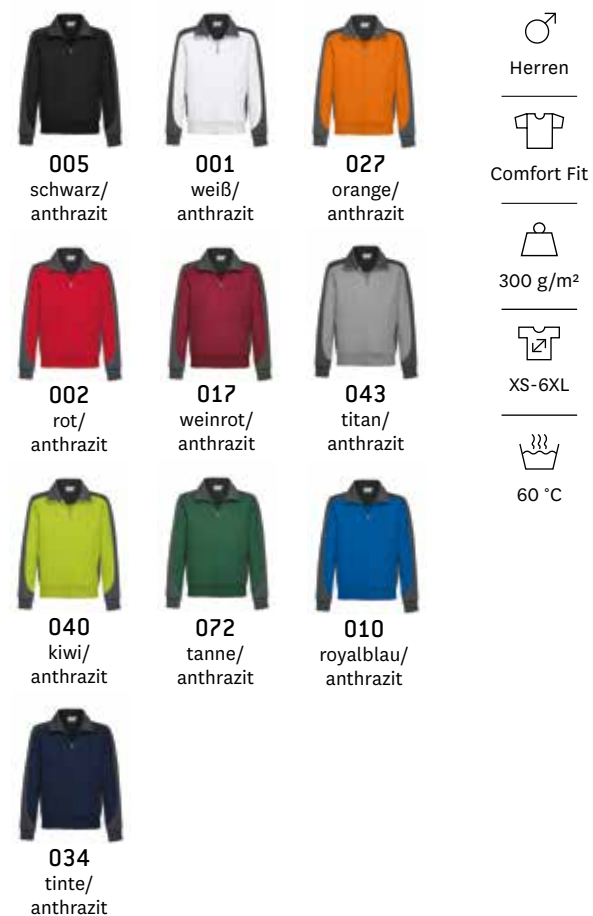 005
schwarz/
anthrazit
001
weiß/
anthrazit
027
orange/
anthrazit
002
rot/
anthrazit
017
weinrot/
anthrazit
043
titan/
anthrazit
040
kiwi/
anthrazit
072
tanne/
anthrazit
010
royalblau/
anthrazit
034
tinte/
anthrazit
Herren
Comfort Fit
300 g/m²
XS-6XL
60 °C